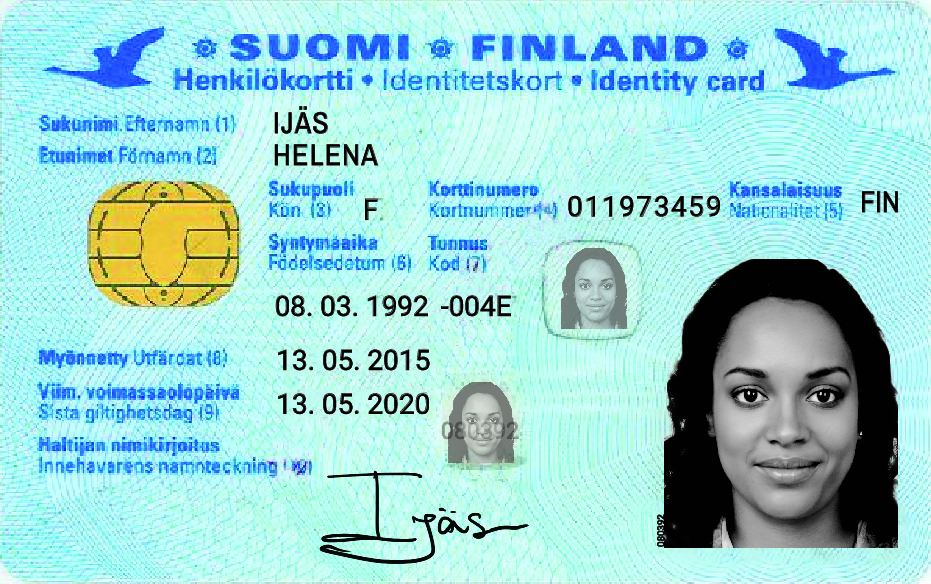 SUOMI FINLAND
Henkilökortti • Identitetskort • Identity card
Sukunimi Efternamn (1) IJÄS
Etunimet Förnamn (2) HELENA
Sukupuoli Korttinumero Kansalaisuus
Kön (3) F Kortnummer (4) 011973459 Nationalitet (5) FIN
Syntymäaika Tunnus
Födelsedetum (6) Kod (7)
08. 03. 1992 -004E
Myönnetty Utfärdat (8) 13. 05. 2015
Viim. voimassaolopäivä 13. 05. 2020
Sista giltighetsdag (9)
080392
Haltijan nimikirjoitus
Innehavarens namnteckning
Ijäs
080392